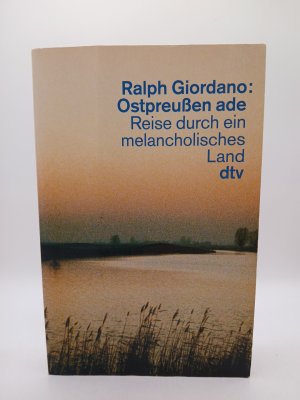 Ralph Giordano:
Ostpreußen ade
Reise durch ein
melancholisches
Land
dtv